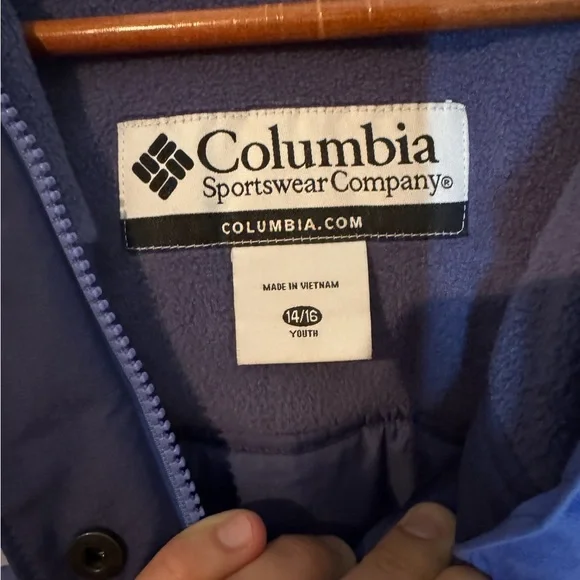 Columbia
Sportswear Company®
COLUMBIA.COM
MADE IN VIETNAM
14/16
YOUTH